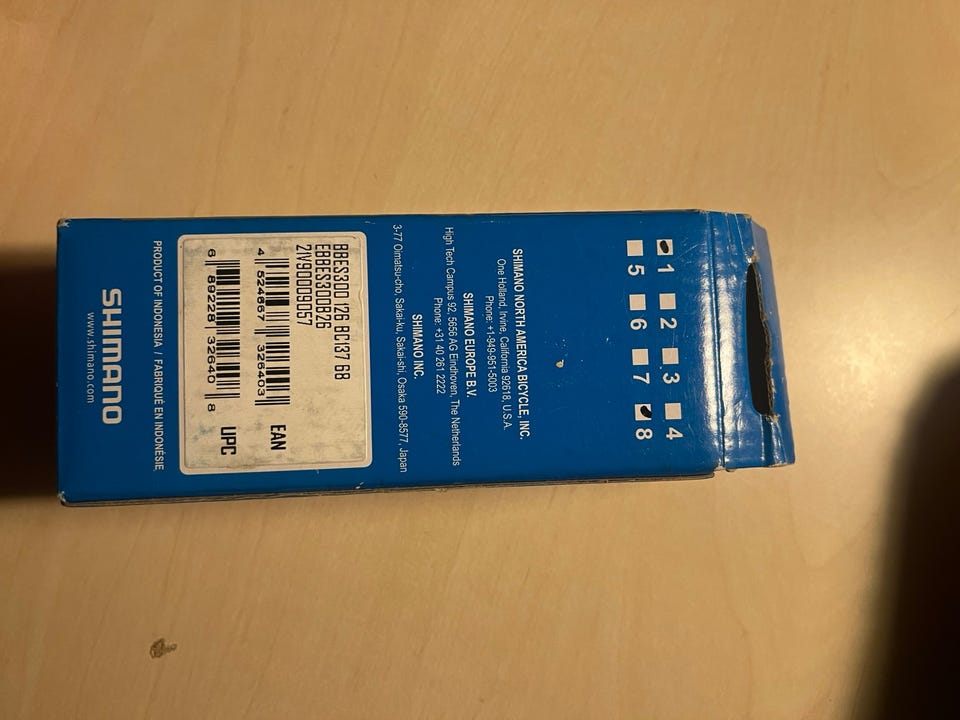 1 2 3 4
5 6 7 8
SHIMANO NORTH AMERICA BICYCLE, INC.
One Holland, Irvine, California 92618, U.S.A.
Phone: +1-949-951-5003
SHIMANO EUROPE B.V.
High Tech Campus 92, 5656 AG Eindhoven, The Netherlands
Phone: +31 40 261 2222
SHIMANO INC.
3-77 Oimatsu-cho, Sakai-ku, Sakai-shi, Osaka 590-8577, Japan
BBES300 126 BC137 68
EBBES300B26
21V9D009057
EAN
4 524667 326403
UPC
6 89228 32640 8
PRODUCT OF INDONESIA / FABRIQUÉ EN INDONÉSIE
SHIMANO
www.shimano.com